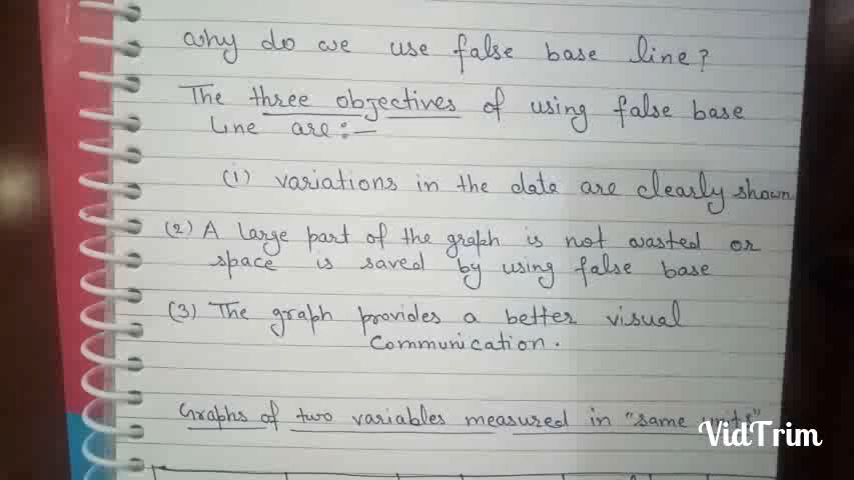 why do we use false base line?
The three objectives of using false base
line are:—
(1) variations in the data are clearly shown
(2) A large part of the graph is not wasted or
space is saved by using false base
(3) The graph provides a better visual
communication.
Graphs of two variables measured in "same units"
VidTrim